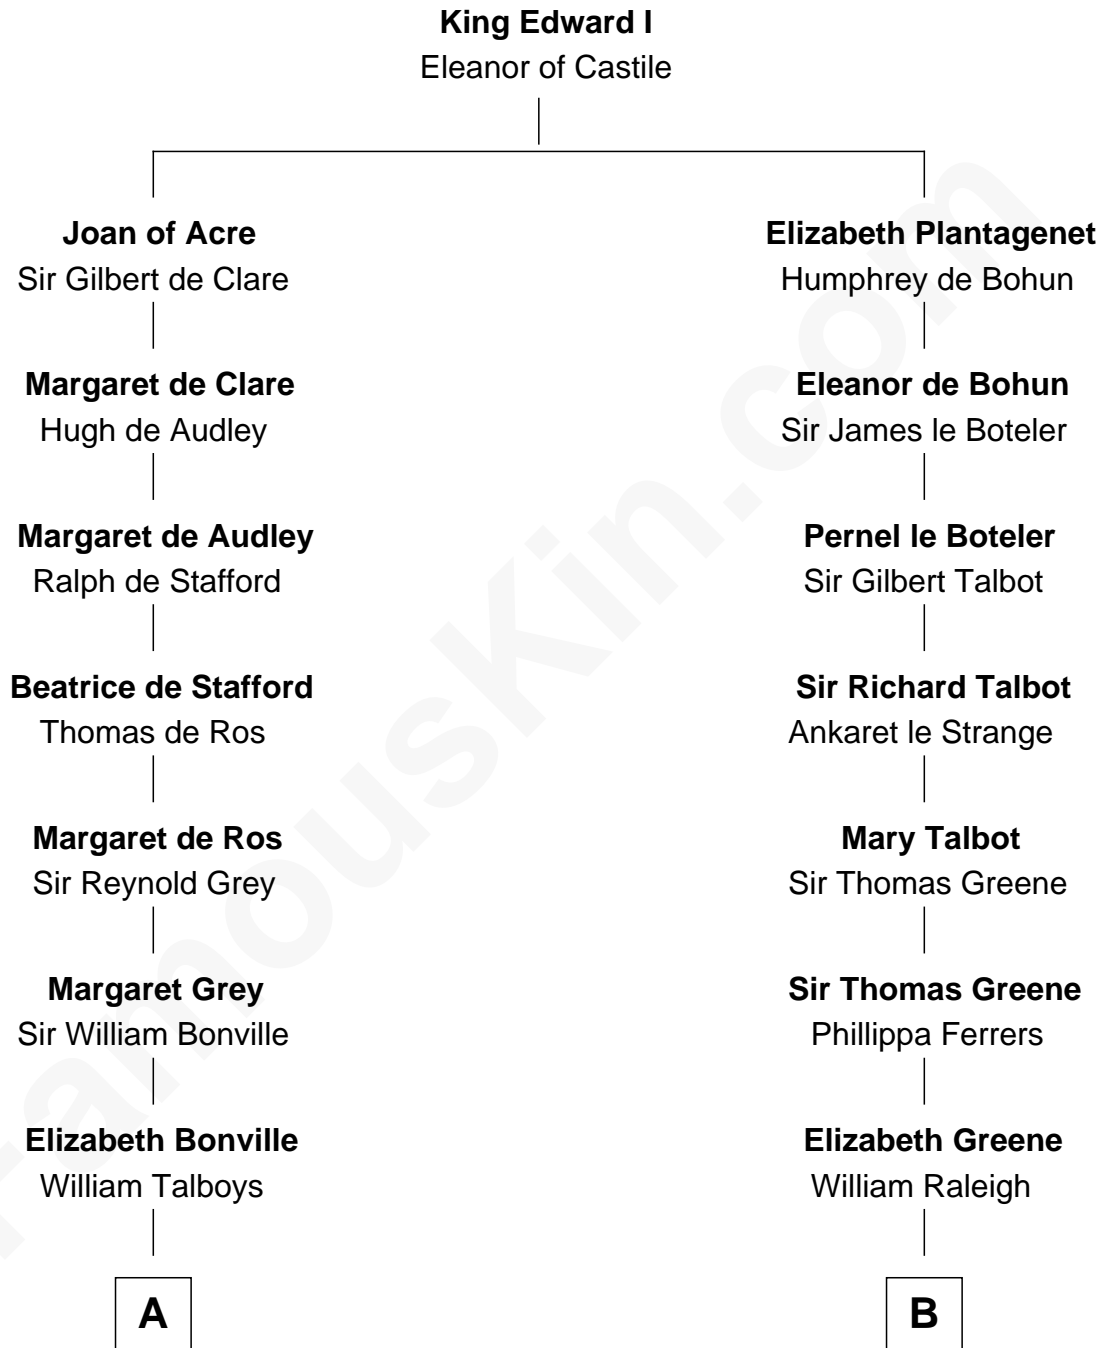 King Edward I
Eleanor of Castile
Joan of Acre
Sir Gilbert de Clare
Elizabeth Plantagenet
Humphrey de Bohun
Margaret de Clare
Hugh de Audley
Eleanor de Bohun
Sir James le Boteler
Margaret de Audley
Ralph de Stafford
Pernel le Boteler
Sir Gilbert Talbot
Beatrice de Stafford
Thomas de Ros
Sir Richard Talbot
Ankaret le Strange
Margaret de Ros
Sir Reynold Grey
Mary Talbot
Sir Thomas Greene
Margaret Grey
Sir William Bonville
Sir Thomas Greene
Phillippa Ferrers
Elizabeth Bonville
William Talboys
Elizabeth Greene
William Raleigh
A
B
FamousKin.com